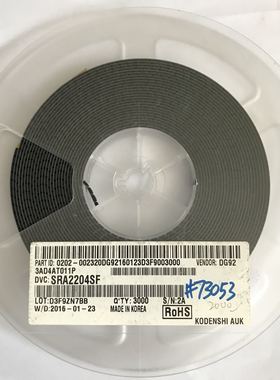 PART ID: 0202-002320DG92160123D3F9003000 VENDOR: DG92
3AD4AT011P
DVC: SRA2204SF
#73053
3000
LOT: D3F9ZN7BB Q'TY: 3000 S/N: 2A
W/D: 2016-01-23 MADE IN KOREA RoHS
KODENSHI AUK